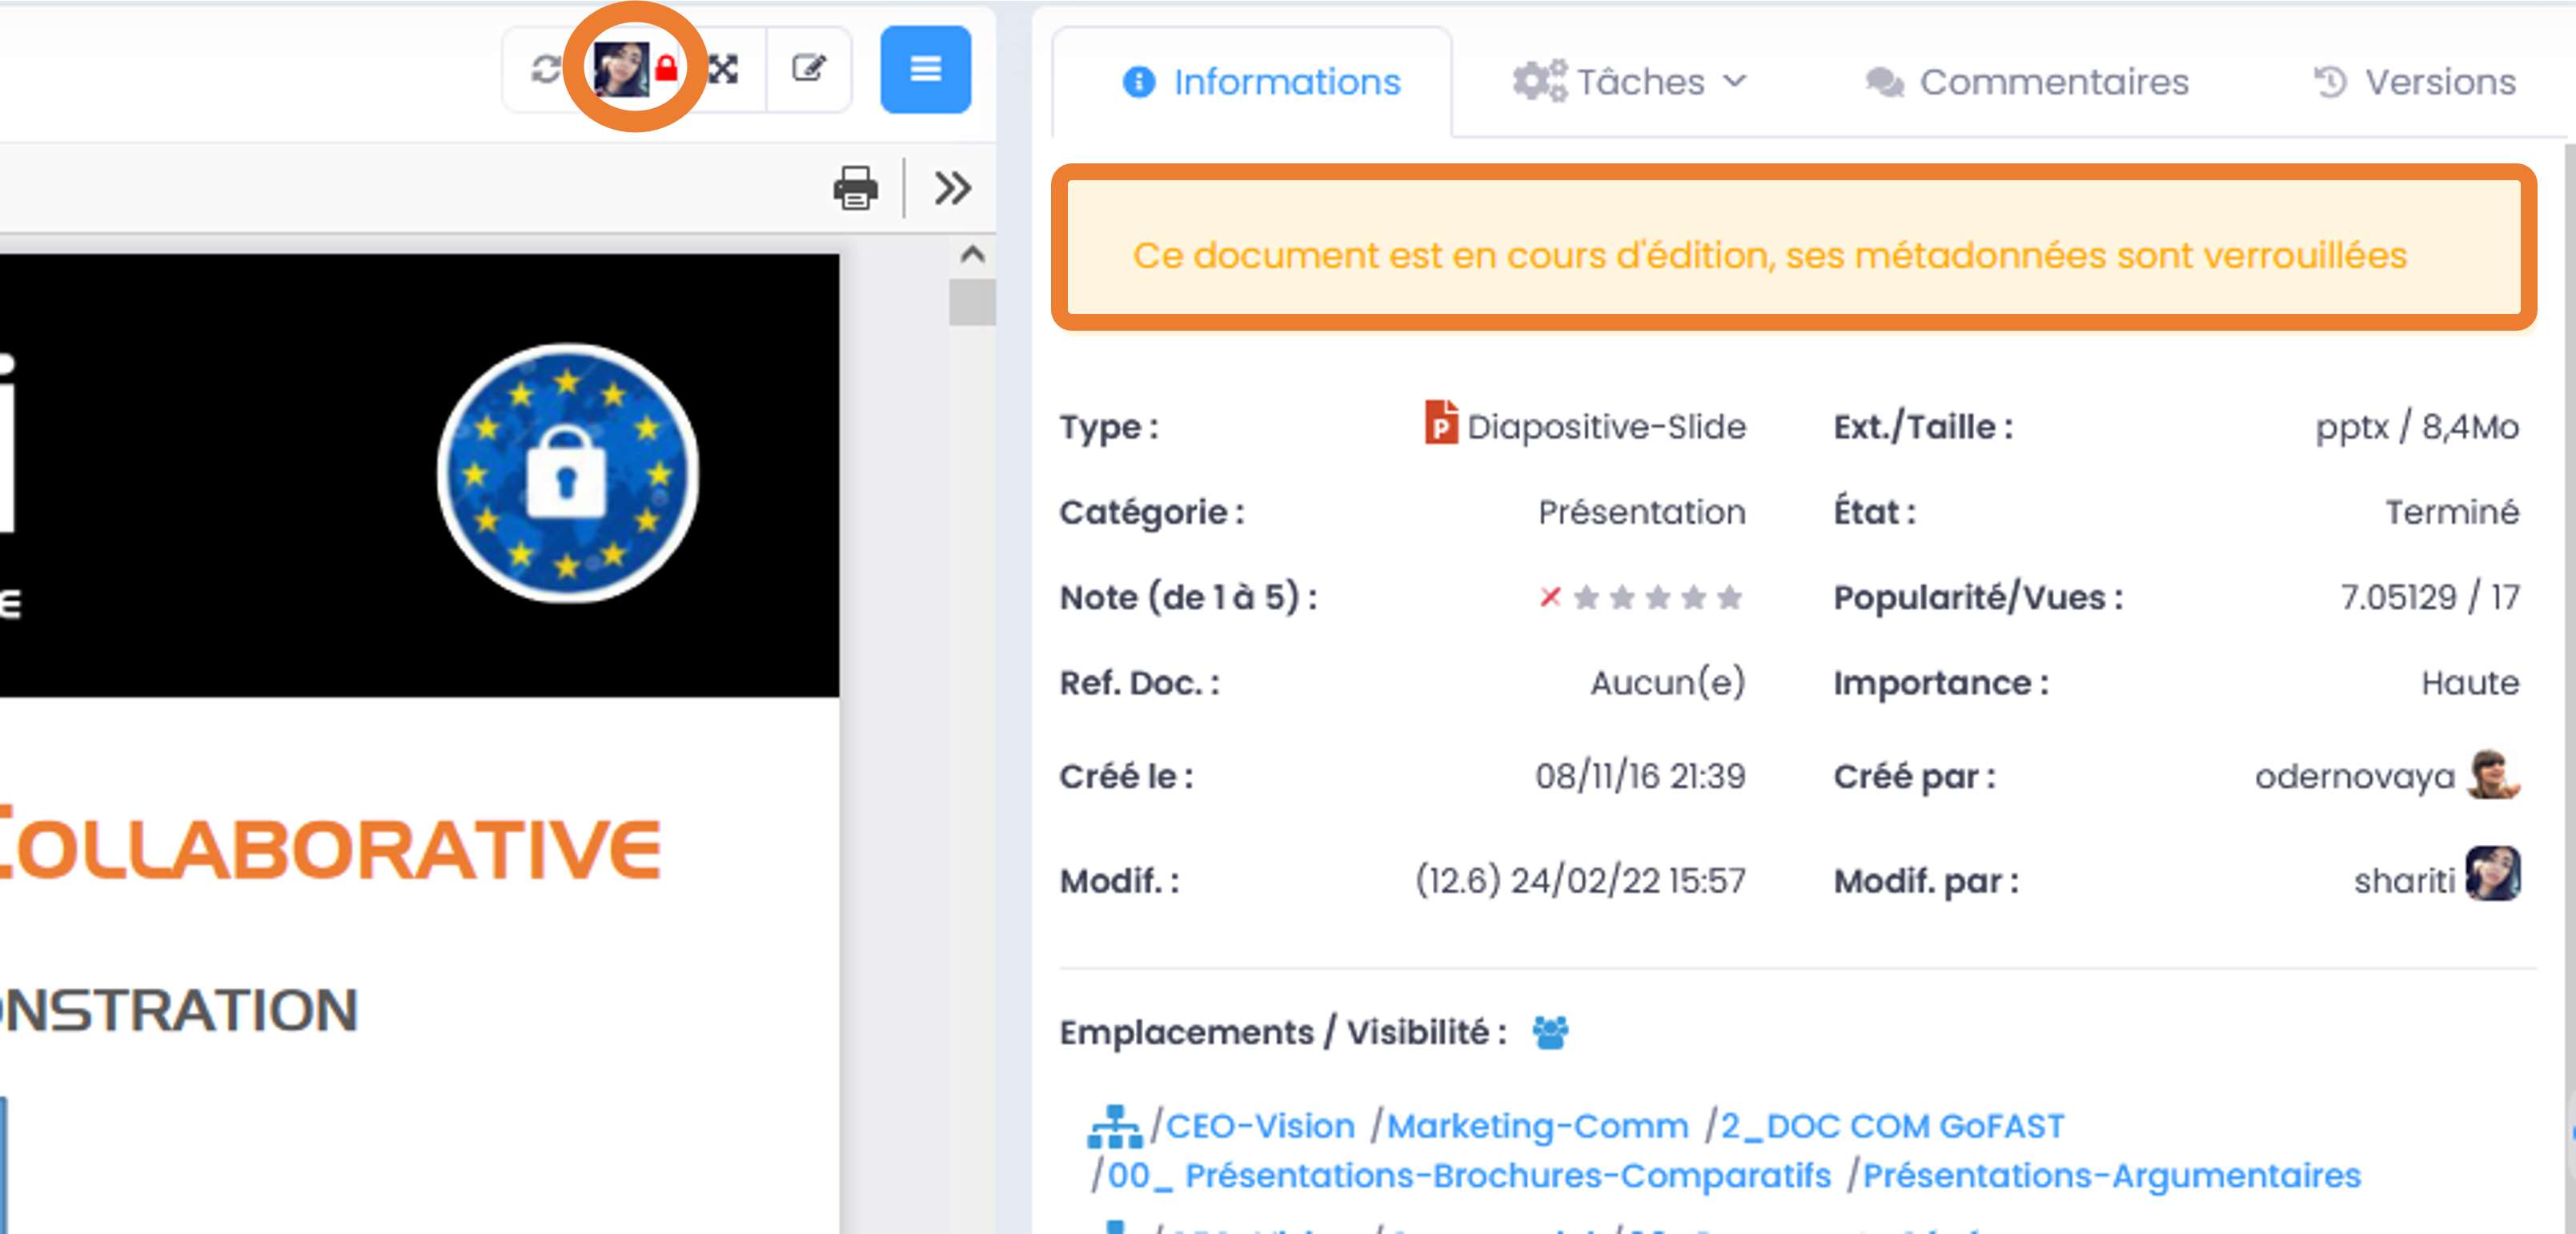 Informations
Tâches
Commentaires
Versions
Ce document est en cours d'édition, ses métadonnées sont verrouillées
Type : Diapositive-Slide Ext./Taille : pptx / 8,4Mo
Catégorie : Présentation État : Terminé
Note (de 1 à 5) : Popularité/Vues : 7.05129 / 17
Ref. Doc. : Aucun(e) Importance : Haute
Créé le : 08/11/16 21:39 Créé par : odernovaya
Modif. : (12.6) 24/02/22 15:57 Modif. par : shariti
Emplacements / Visibilité :
/CEO-Vision /Marketing-Comm /2_DOC COM GoFAST
/00_ Présentations-Brochures-Comparatifs /Présentations-Argumentaires
COLLABORATIVE
NSTRATION